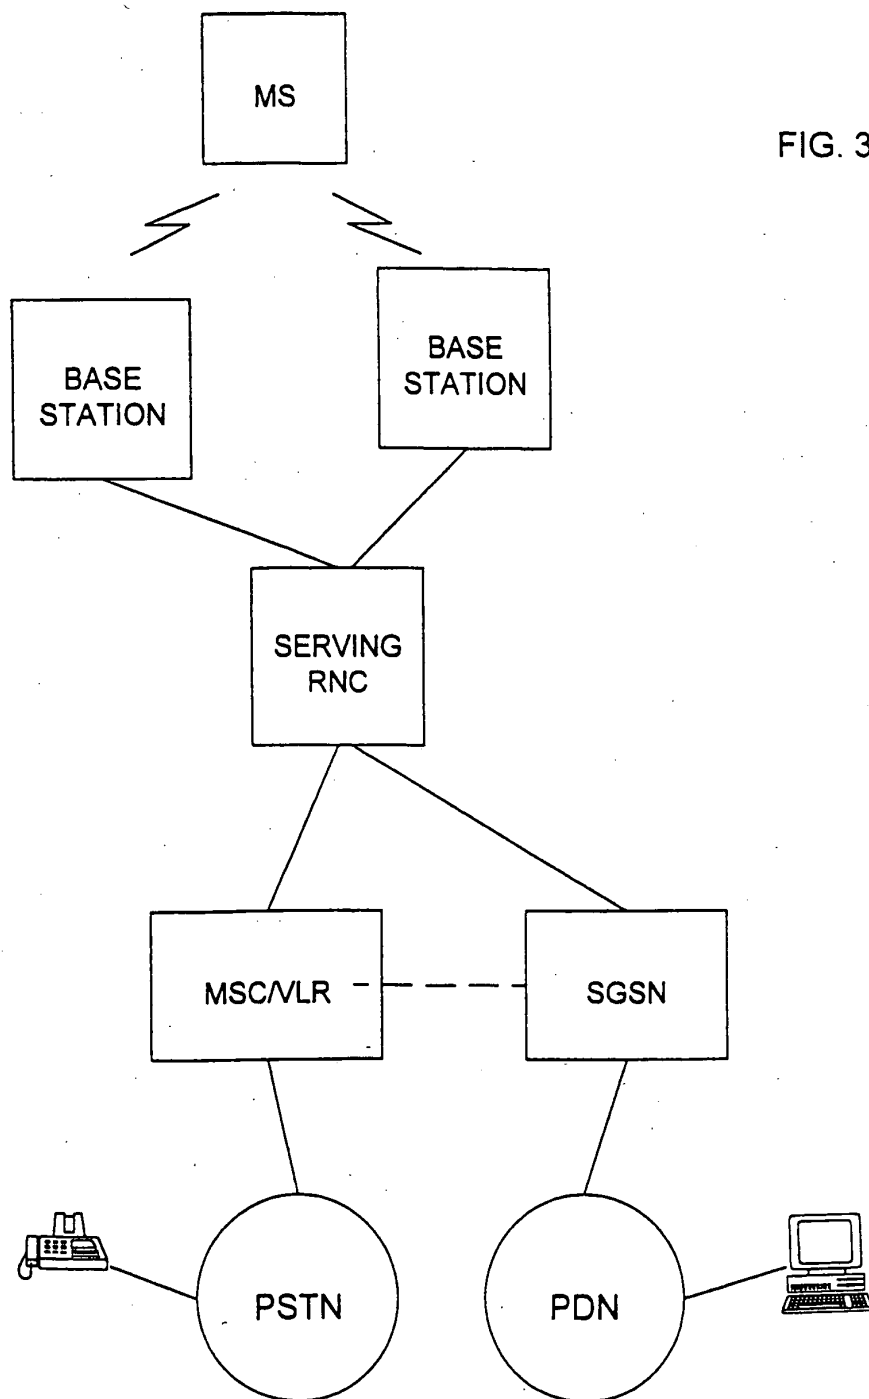 MS
FIG. 3
BASE
STATION
BASE
STATION
SERVING
RNC
MSC/VLR
SGSN
PSTN
PDN